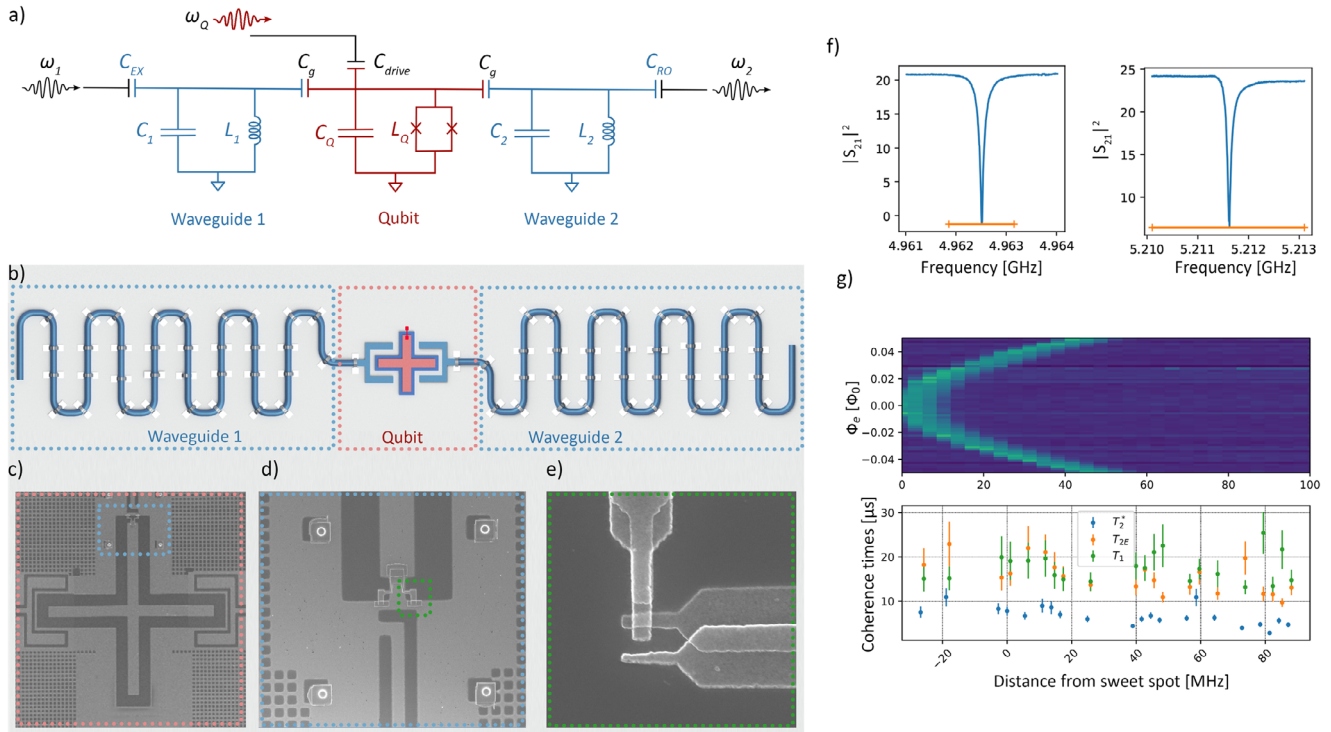 a)
ω_Q
ω_1
C_EX
C_g
C_drive
C_g
C_RO
ω_2
C_1
L_1
C_Q
L_Q
C_2
L_2
Waveguide 1
Qubit
Waveguide 2
b)
Waveguide 1
Qubit
Waveguide 2
c)
d)
e)
f)
|S_21|^2
20
15
10
5
0
4.961
4.962
4.963
4.964
Frequency [GHz]
|S_21|^2
25
20
15
10
5.210
5.211
5.212
5.213
Frequency [GHz]
g)
Φ_e [Φ_0]
0.04
0.02
0.00
−0.02
−0.04
0
20
40
60
80
100
Coherence times [µs]
30
20
10
T_2^*
T_2E
T_1
−20
0
20
40
60
80
Distance from sweet spot [MHz]